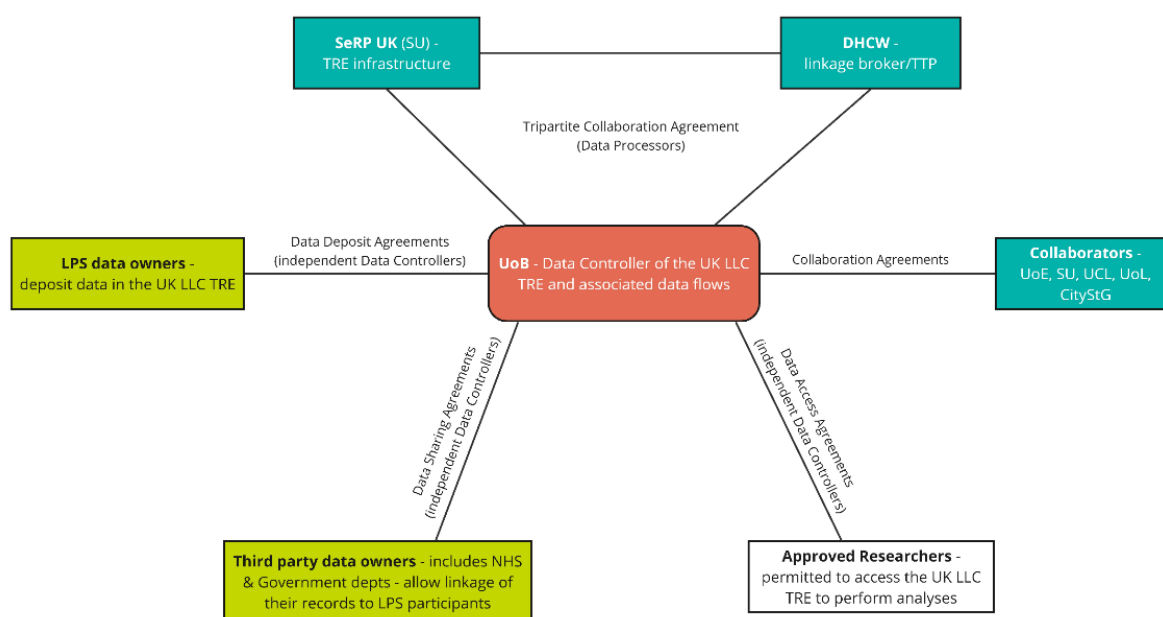 SeRP UK (SU) -
TRE infrastructure
DHCW -
linkage broker/TTP
Tripartite Collaboration Agreement
(Data Processors)
LPS data owners -
deposit data in the UK LLC TRE
Data Deposit Agreements
(independent Data Controllers)
UoB - Data Controller of the UK LLC
TRE and associated data flows
Collaboration Agreements
Collaborators -
UoE, SU, UCL, UoL,
CityStG
Data Sharing Agreements
(independent Data Controllers)
Data Access Agreements
(independent Data Controllers)
Third party data owners - includes NHS
& Government depts - allow linkage of
their records to LPS participants
Approved Researchers -
permitted to access the UK LLC
TRE to perform analyses